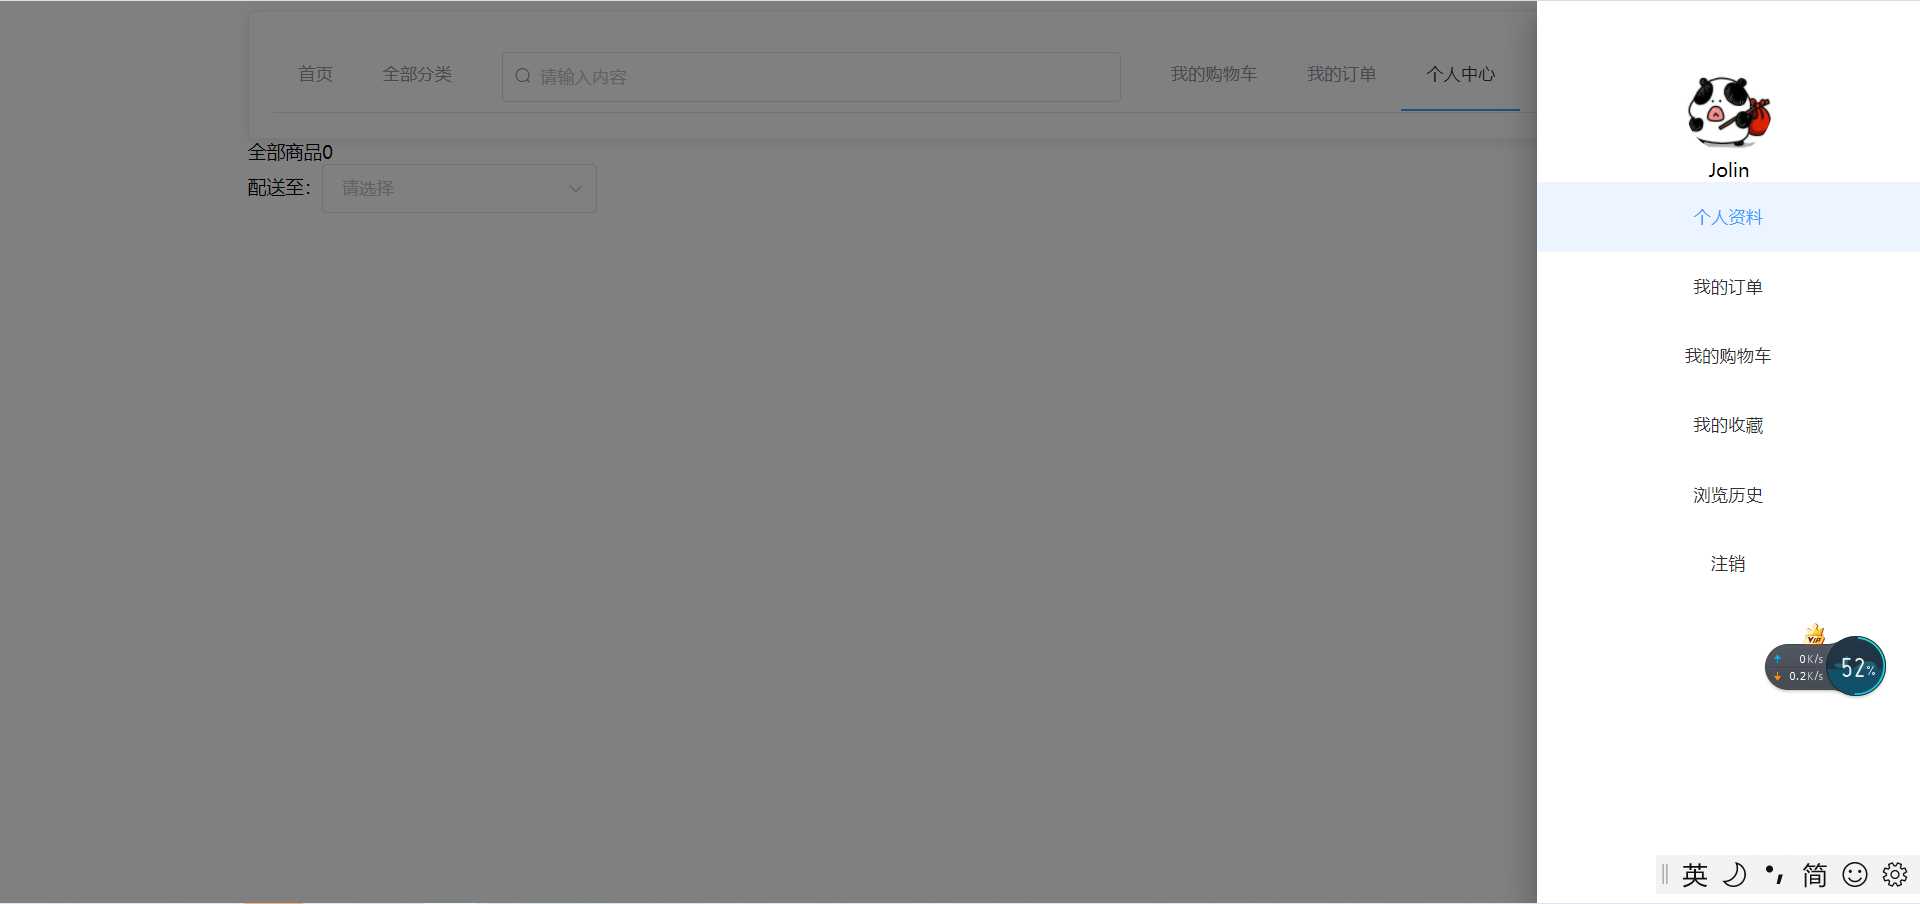 首页 全部分类 请输入内容 我的购物车 我的订单 个人中心
全部商品0
配送至： 请选择
Jolin
个人资料
我的订单
我的购物车
我的收藏
浏览历史
注销
VIP
0K/s
0.2K/s
52%
英 简